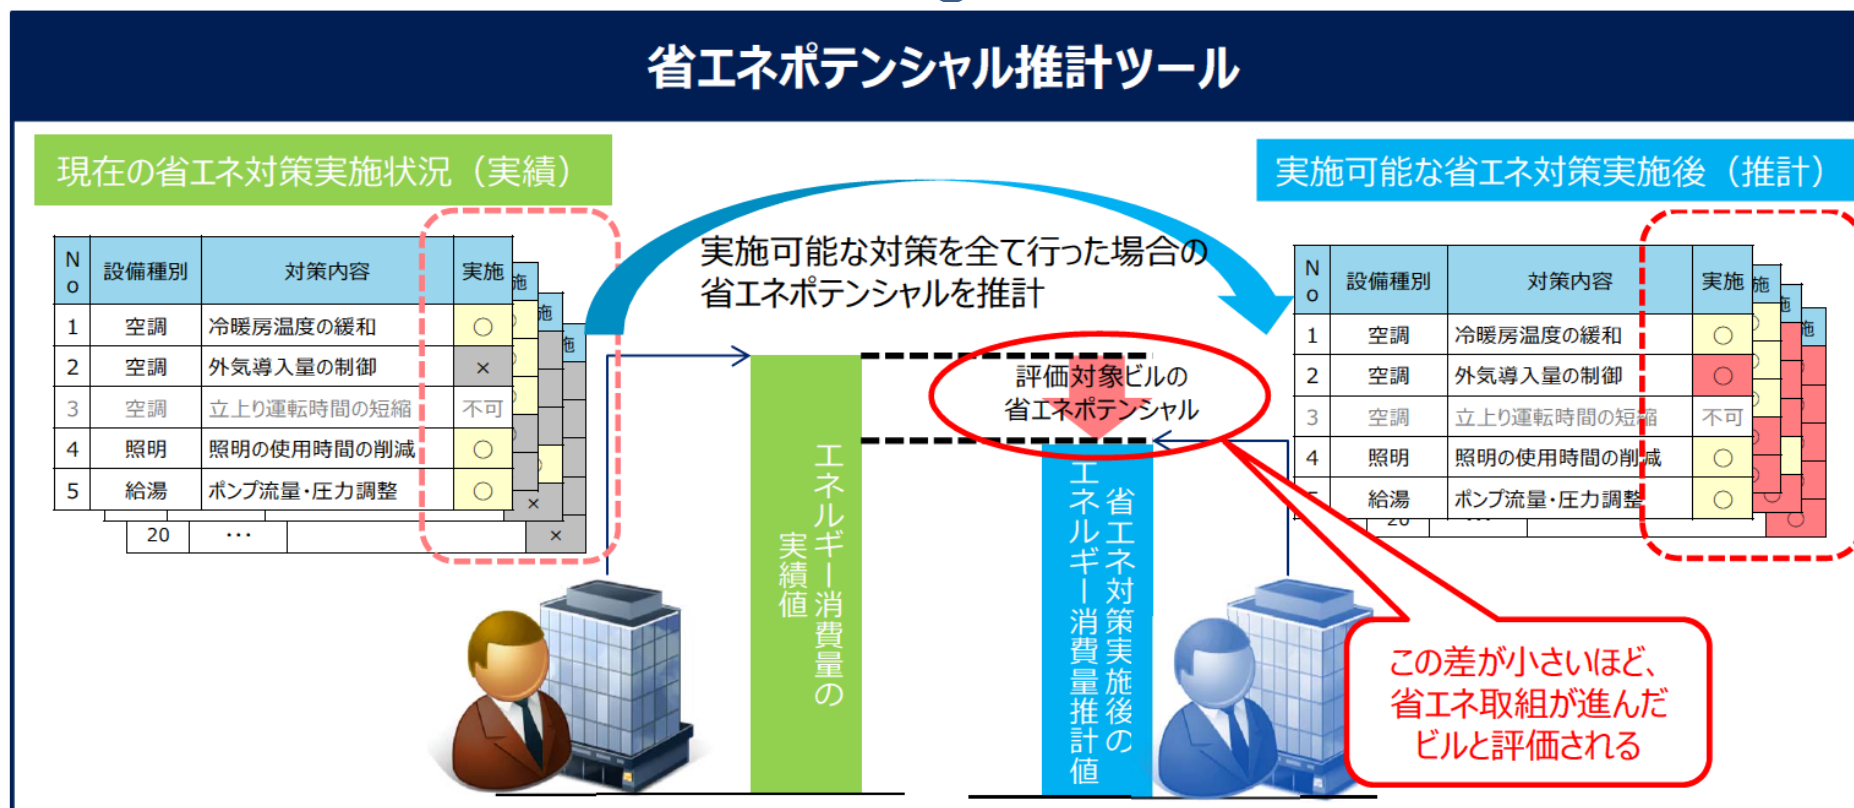 省エネポテンシャル推計ツール
現在の省エネ対策実施状況（実績）
実施可能な省エネ対策実施後（推計）
実施可能な対策を全て行った場合の
省エネポテンシャルを推計
No 設備種別 対策内容 実施
1 空調 冷暖房温度の緩和 ○
2 空調 外気導入量の制御 ×
3 空調 立上り運転時間の短縮 不可
4 照明 照明の使用時間の削減 ○
5 給湯 ポンプ流量・圧力調整 ○
20 ･･･ ×
施
施
施
×
評価対象ビルの
省エネポテンシャル
エネルギー消費量の
実績値
省エネ対策実施後の
エネルギー消費量推計値
No 設備種別 対策内容 実施
1 空調 冷暖房温度の緩和 ○
2 空調 外気導入量の制御 ○
3 空調 立上り運転時間の短縮 不可
4 照明 照明の使用時間の削減 ○
5 給湯 ポンプ流量・圧力調整 ○
20 ･･･ ○
施
施
施
この差が小さいほど、
省エネ取組が進んだ
ビルと評価される